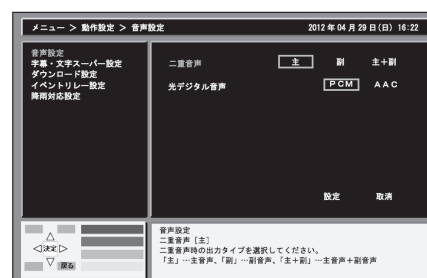 メニュー ＞ 動作設定 ＞ 音声設定
2012年04月29日(日) 16:22
音声設定
字幕・文字スーパー設定
ダウンロード設定
イベントリレー設定
降雨対応設定
二重音声 主 副 主＋副
光デジタル音声 PCM AAC
設定 取消
決定
戻る
音声設定
二重音声［主］
二重音声時の出力タイプを選択してください。
「主」…主音声、「副」…副音声、「主＋副」…主音声＋副音声